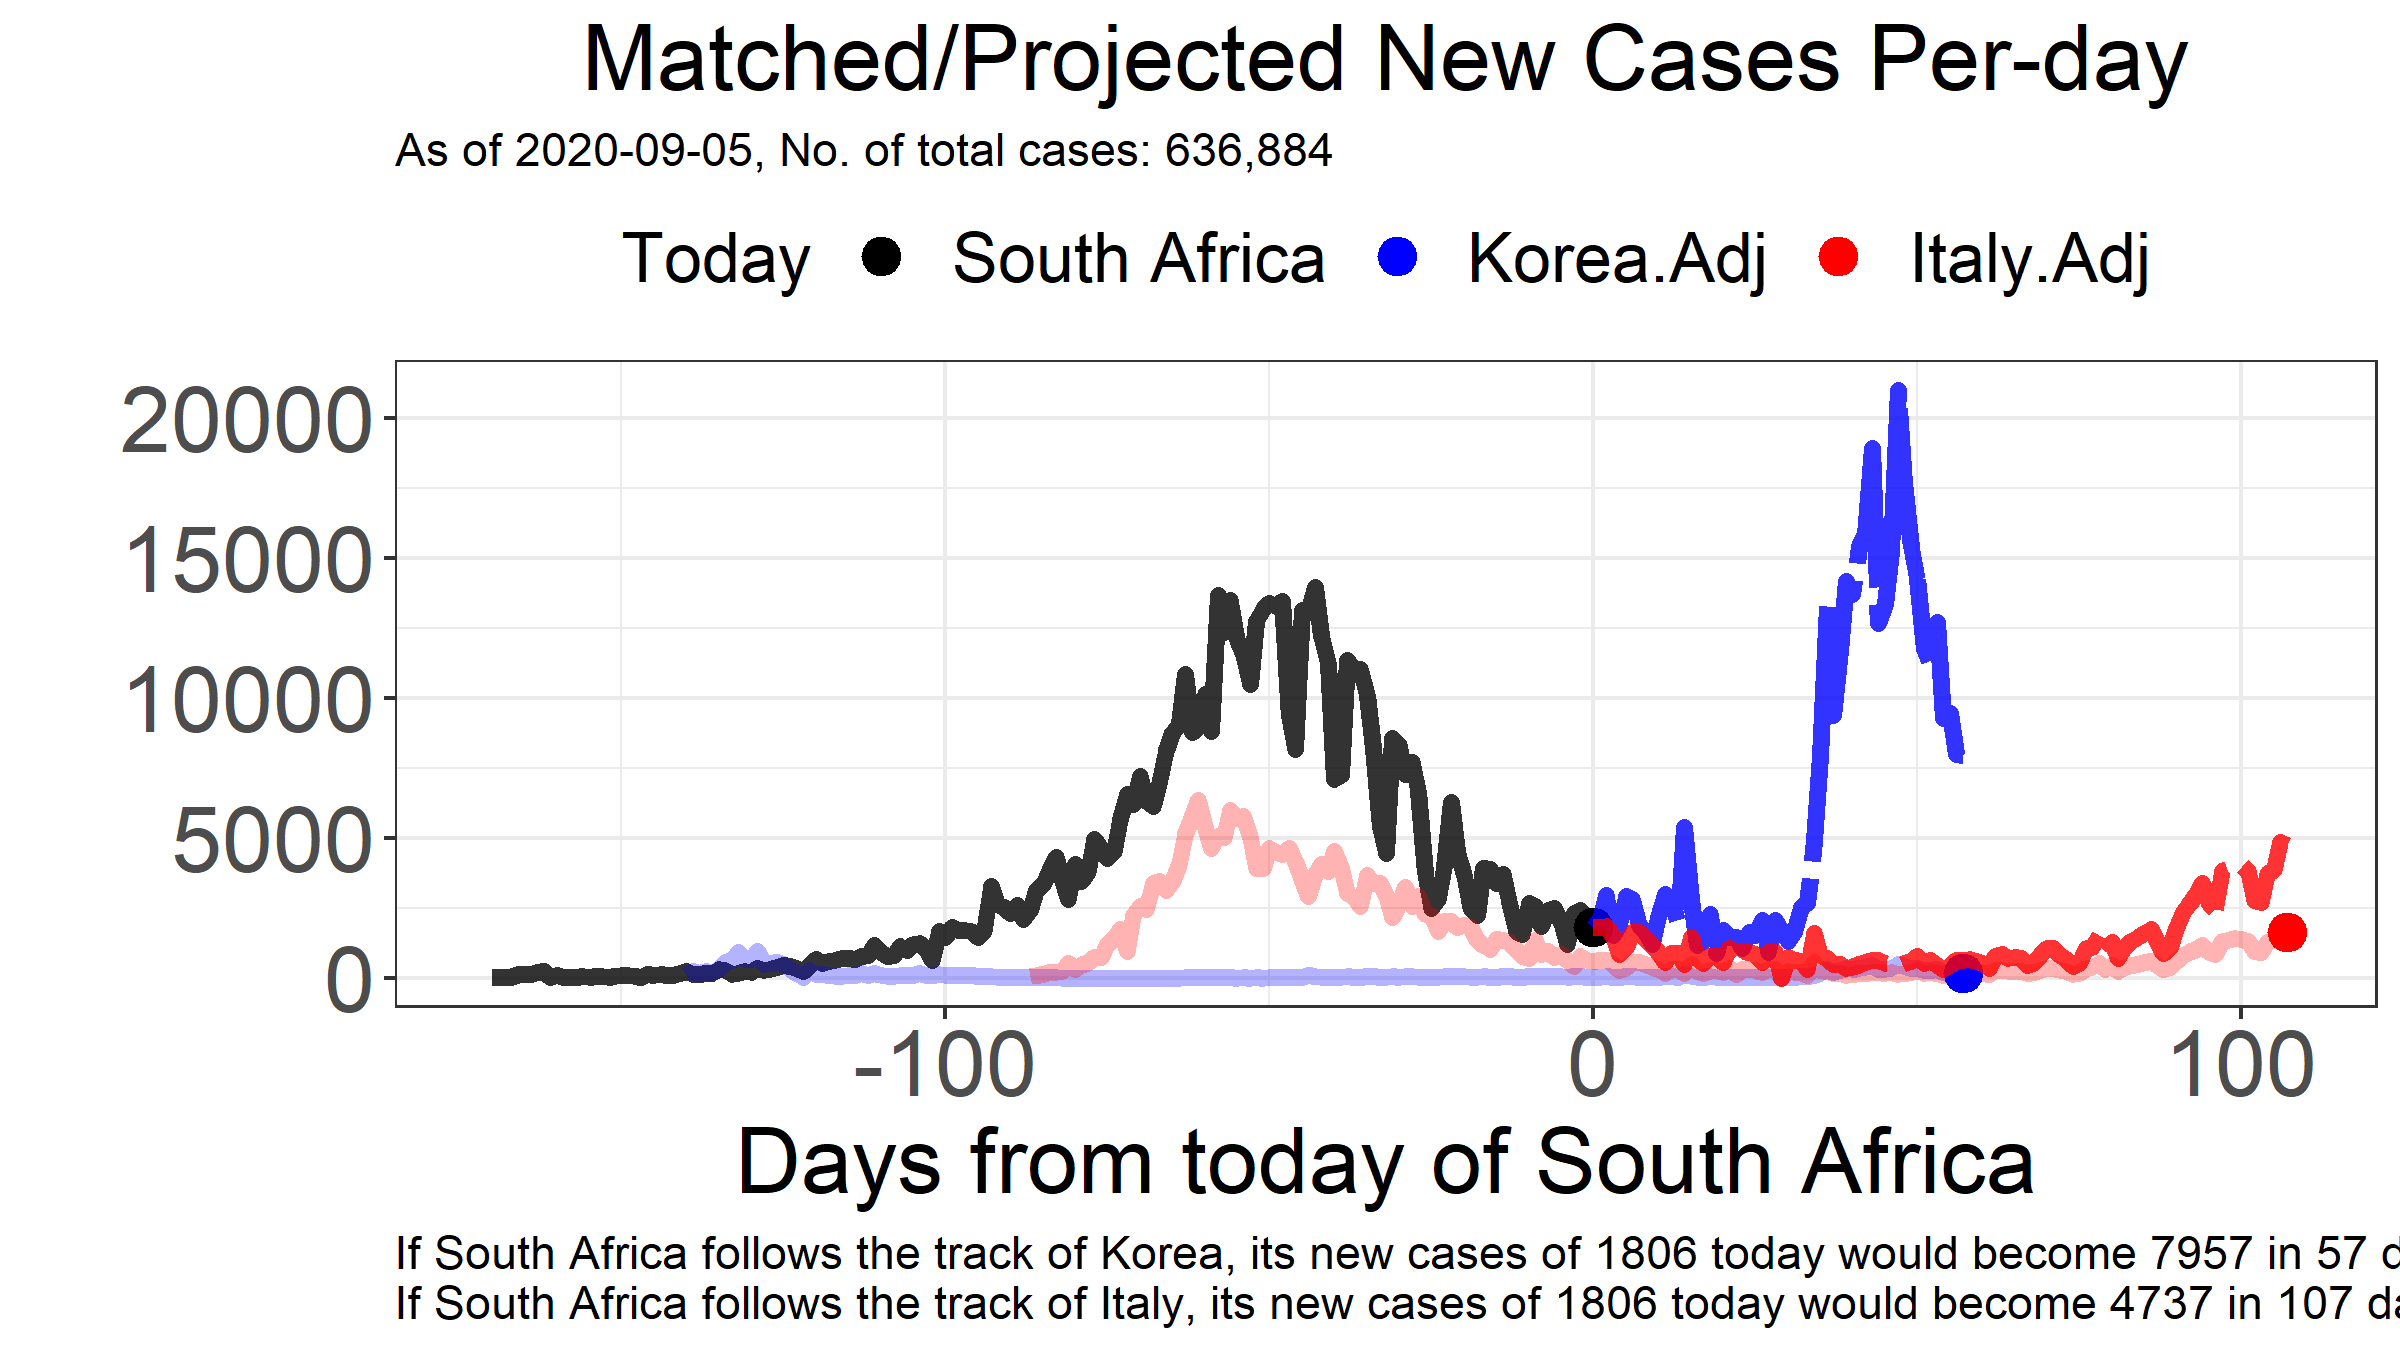 Matched/Projected New Cases Per-day
As of 2020-09-05, No. of total cases: 636,884
Today South Africa Korea.Adj Italy.Adj
20000
15000
10000
5000
0
-100 0 100
Days from today of South Africa
If South Africa follows the track of Korea, its new cases of 1806 today would become 7957 in 57 d
If South Africa follows the track of Italy, its new cases of 1806 today would become 4737 in 107 da